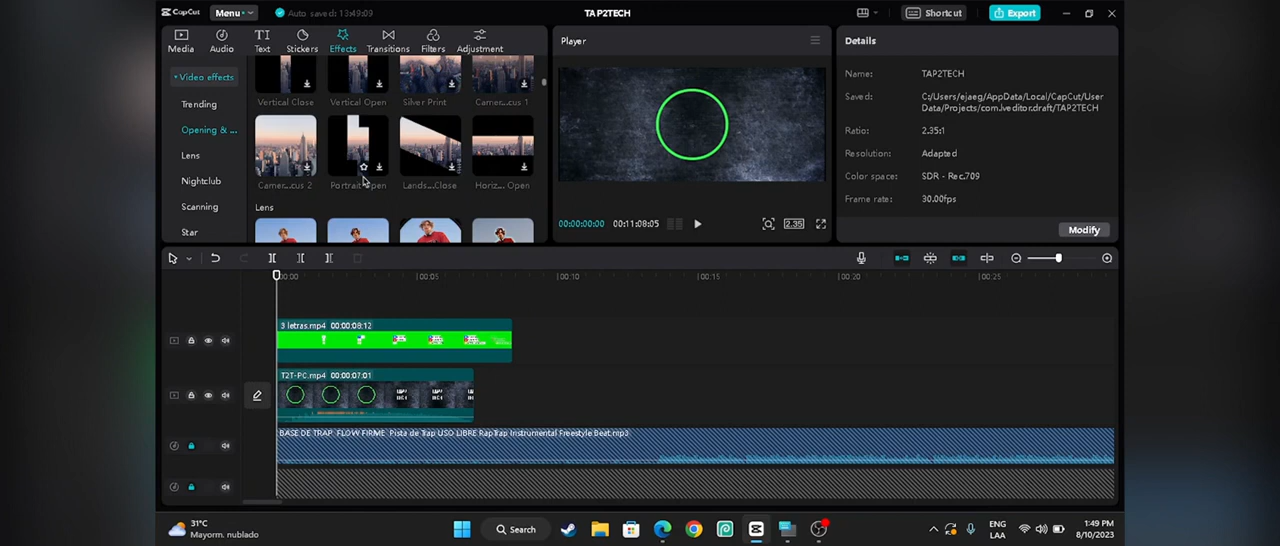 CapCut
Menu
Auto saved: 13:49:09
TAP2TECH
Shortcut
Export
Media
Audio
Text
Stickers
Effects
Transitions
Filters
Adjustment
Video effects
Trending
Opening & ...
Lens
Nightclub
Scanning
Star
Vertical Close
Vertical Open
Silver Print
Camer...cus 1
Camer...cus 2
Portrait Open
Lands...Close
Horiz... Open
Lens
Player
00:00:00:00
00:11:08:05
2.35
Details
Name:
TAP2TECH
Saved:
C:/Users/ejaeg/AppData/Local/CapCut/User
Data/Projects/com.lveditor.draft/TAP2TECH
Ratio:
2.35:1
Resolution:
Adapted
Color space:
SDR - Rec.709
Frame rate:
30.00fps
Modify
00:00
00:05
00:10
00:15
00:20
00:25
3 letras.mp4 00:00:08:12
T2T-PC.mp4 00:00:07:01
BASE DE TRAP FLOW FIRME Pista de Trap USO LIBRE RapTrap Instrumental Freestyle Beat.mp3
31°C
Mayorm. nublado
Search
ENG
LAA
1:49 PM
8/10/2023